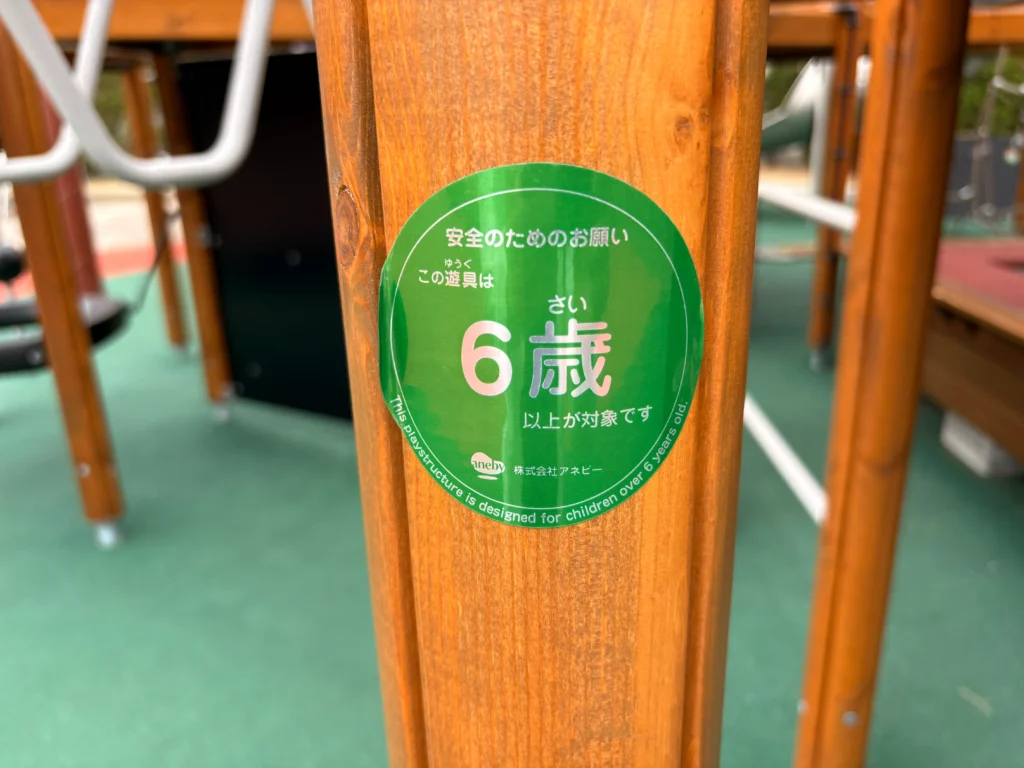 安全のためのお願い
ゆうぐ
この遊具は
さい
6歳
以上が対象です
aneby 株式会社アネビー
This playstructure is designed for children over 6 years old.